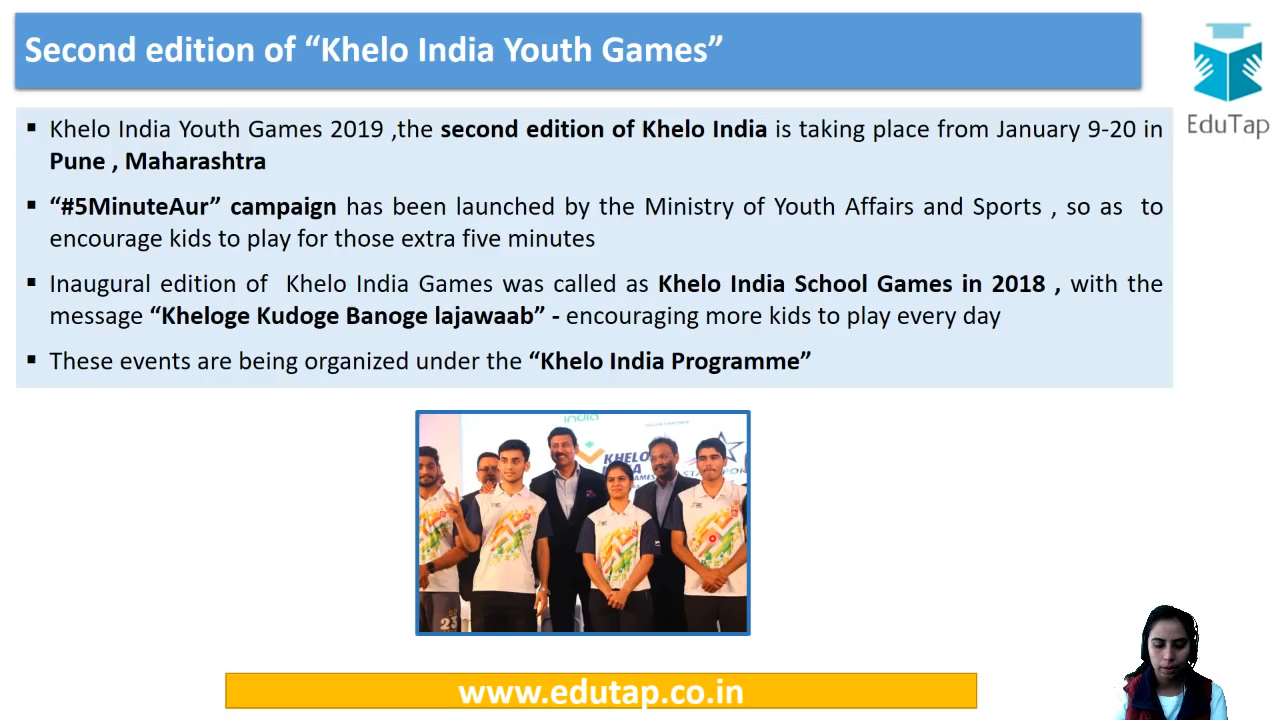 Second edition of “Khelo India Youth Games”
EduTap
▪ Khelo India Youth Games 2019 ,the second edition of Khelo India is taking place from January 9-20 in
Pune , Maharashtra
▪ “#5MinuteAur” campaign has been launched by the Ministry of Youth Affairs and Sports , so as to
encourage kids to play for those extra five minutes
▪ Inaugural edition of Khelo India Games was called as Khelo India School Games in 2018 , with the
message “Kheloge Kudoge Banoge lajawaab” - encouraging more kids to play every day
▪ These events are being organized under the “Khelo India Programme”
india
KHELO
INDIA
GAMES
www.edutap.co.in